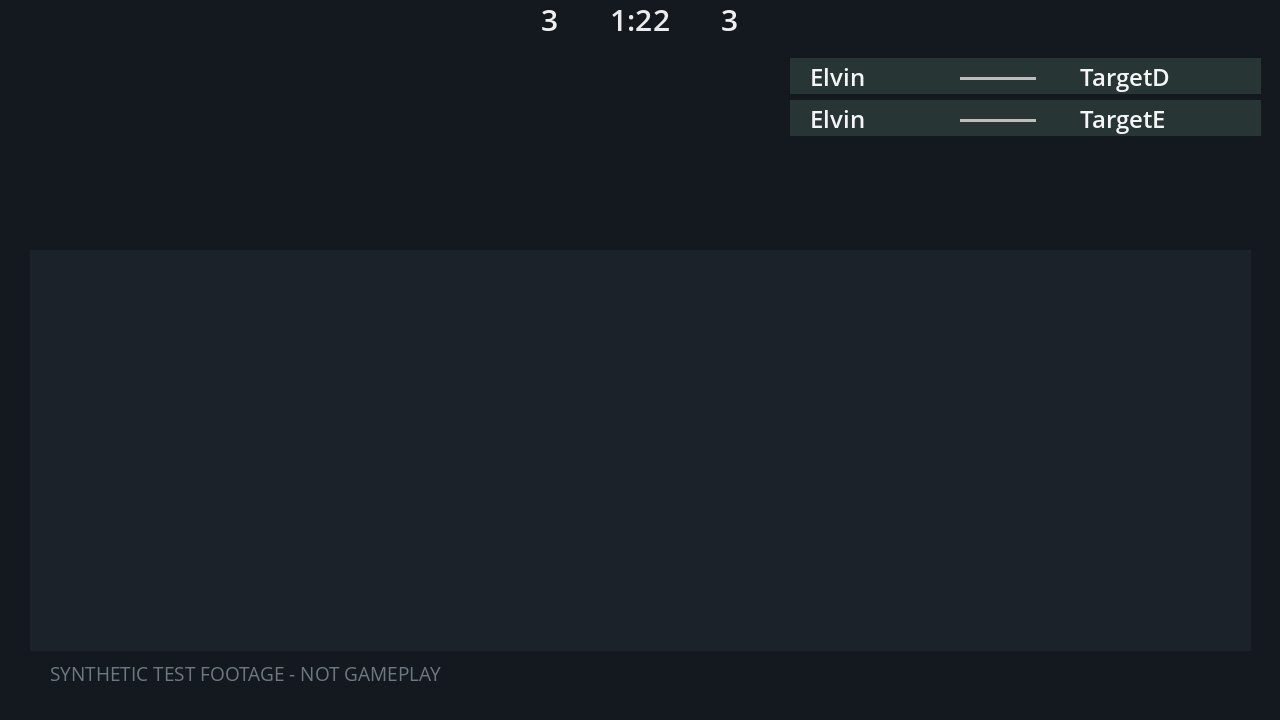 3 1:22 3
Elvin TargetD
Elvin TargetE
SYNTHETIC TEST FOOTAGE - NOT GAMEPLAY